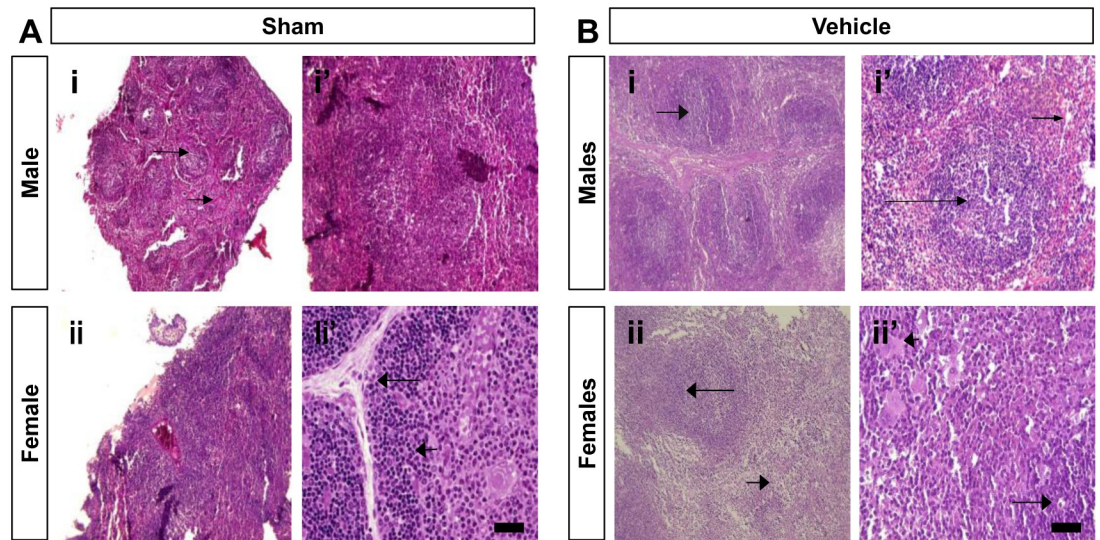 A
Sham
B
Vehicle
Male
i
i'
Males
i
i'
Female
ii
ii'
Females
ii
ii'